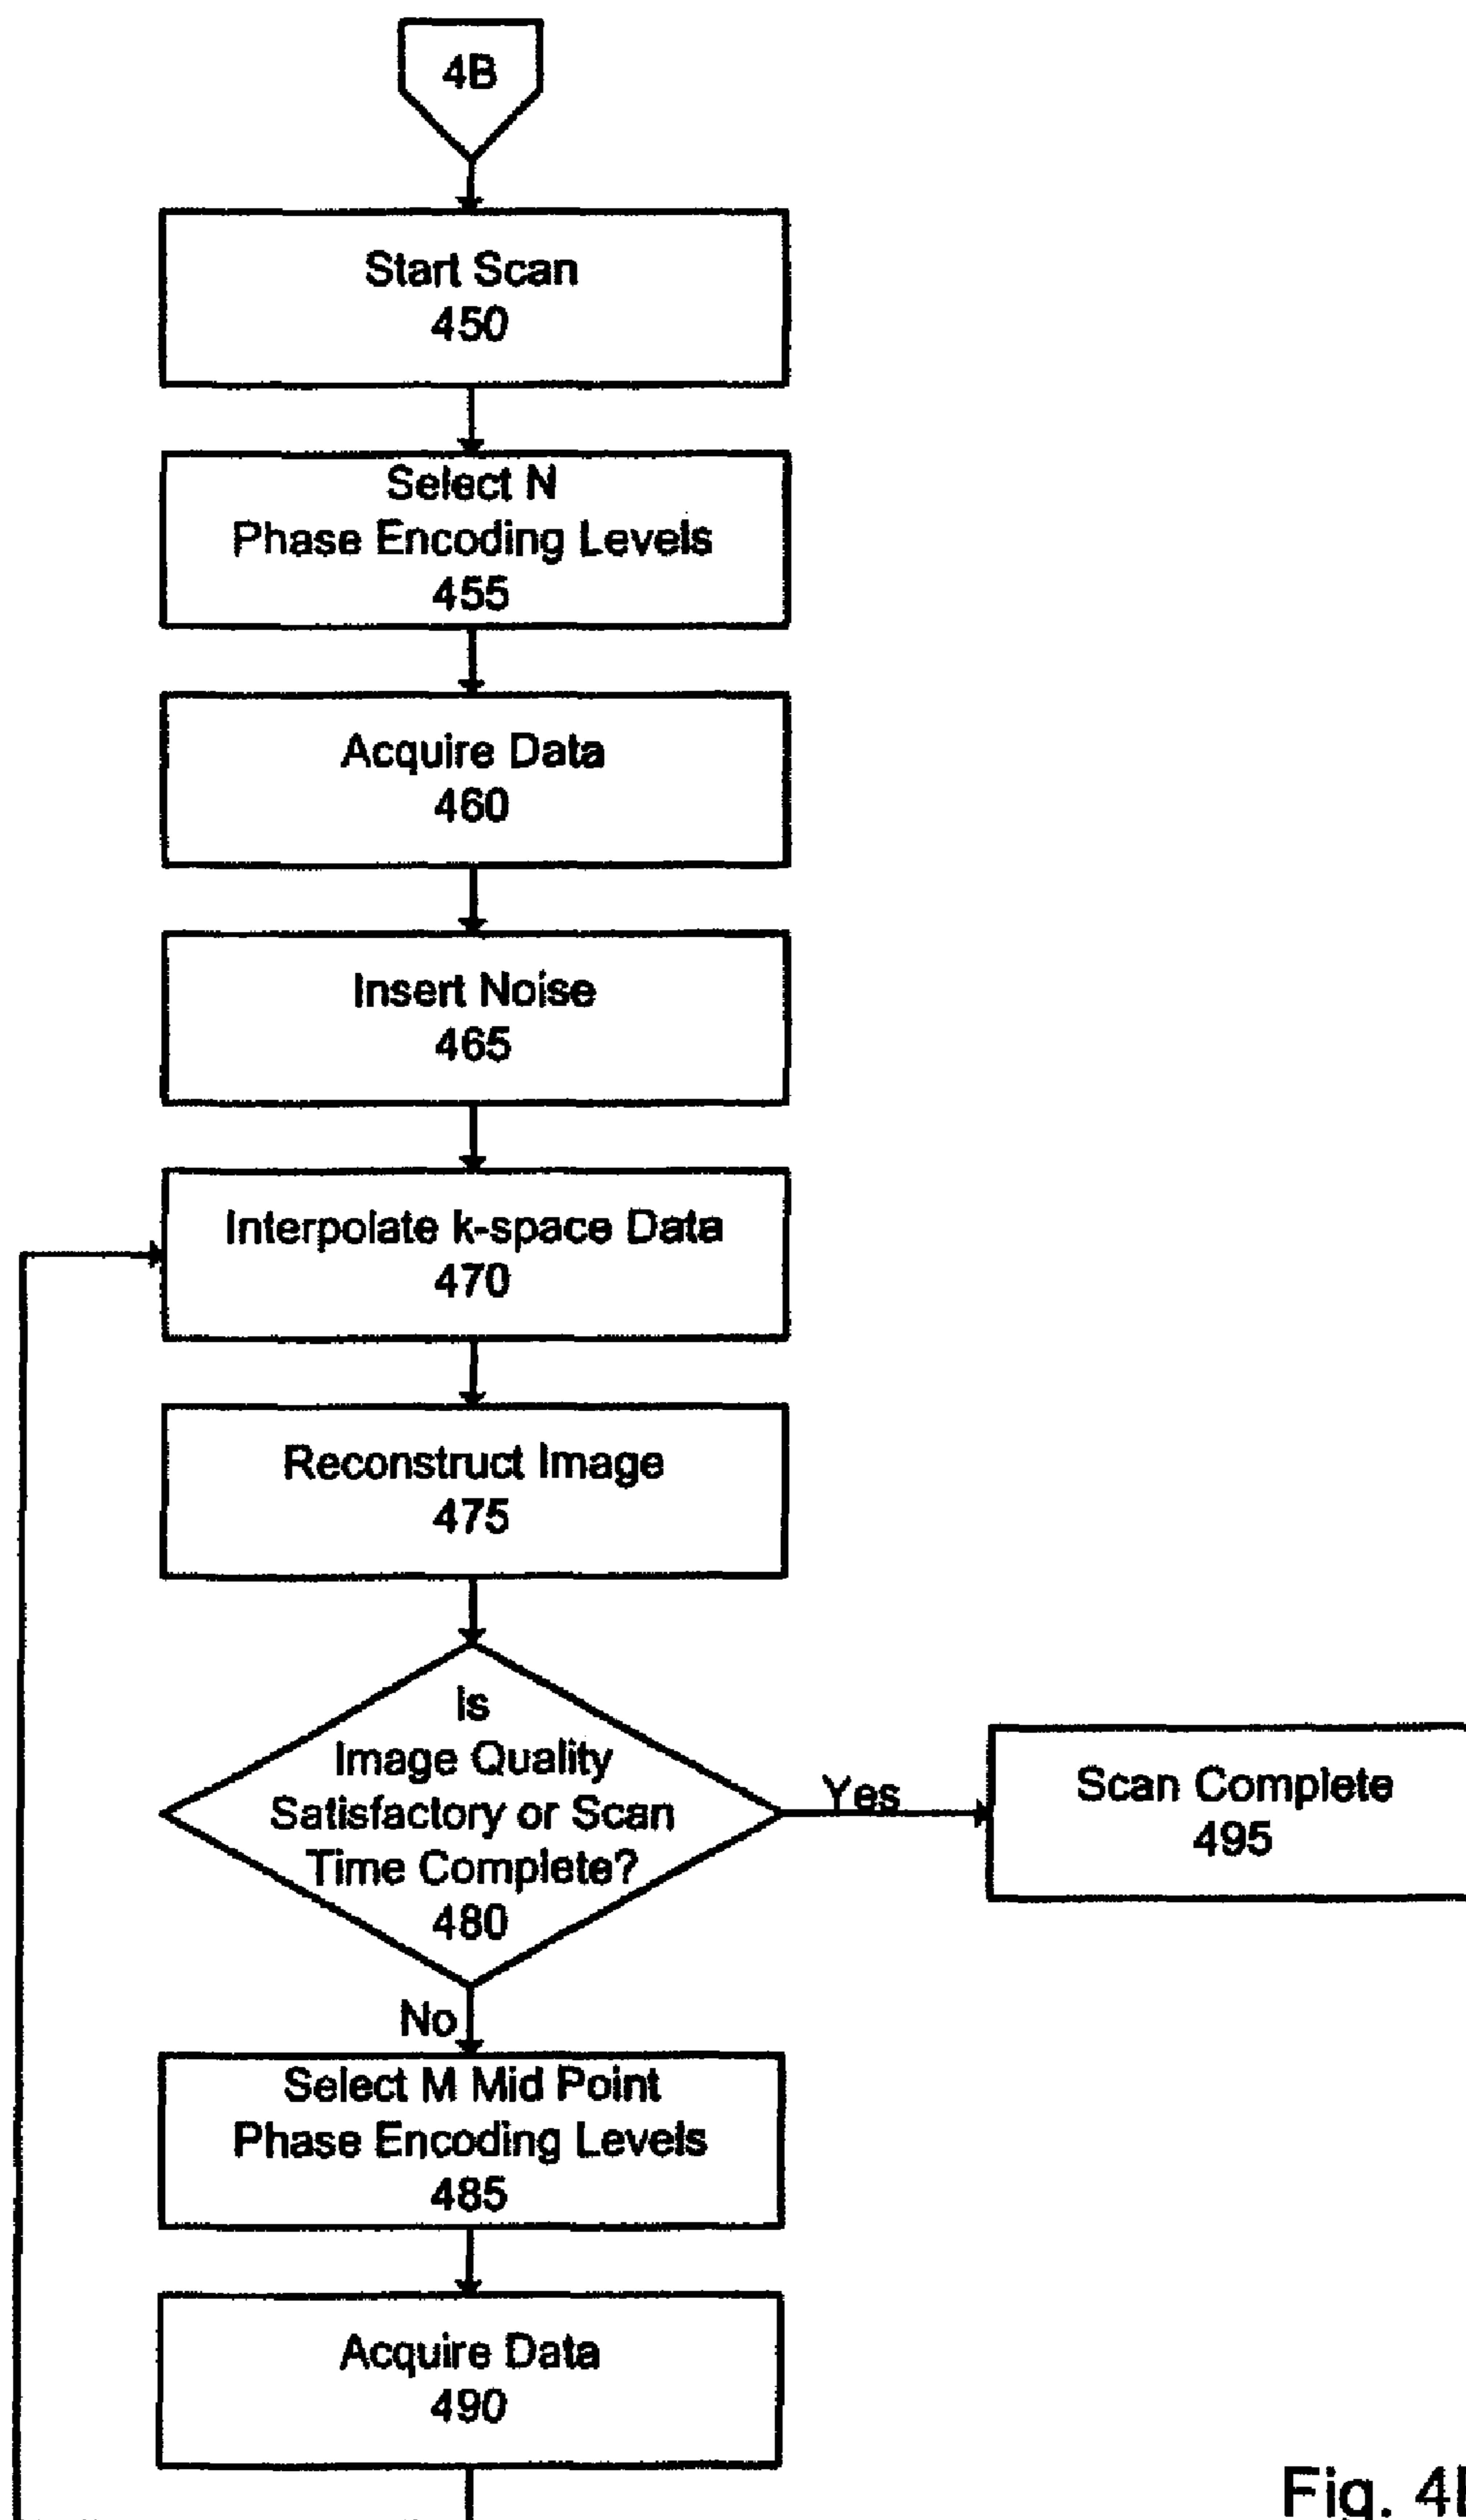 4B
Start Scan
450
Select N
Phase Encoding Levels
455
Acquire Data
460
Insert Noise
465
Interpolate k-space Data
470
Reconstruct Image
475
Is
Image Quality
Satisfactory or Scan
Time Complete?
480
Yes
Scan Complete
495
No
Select M Mid Point
Phase Encoding Levels
485
Acquire Data
490
Fig.